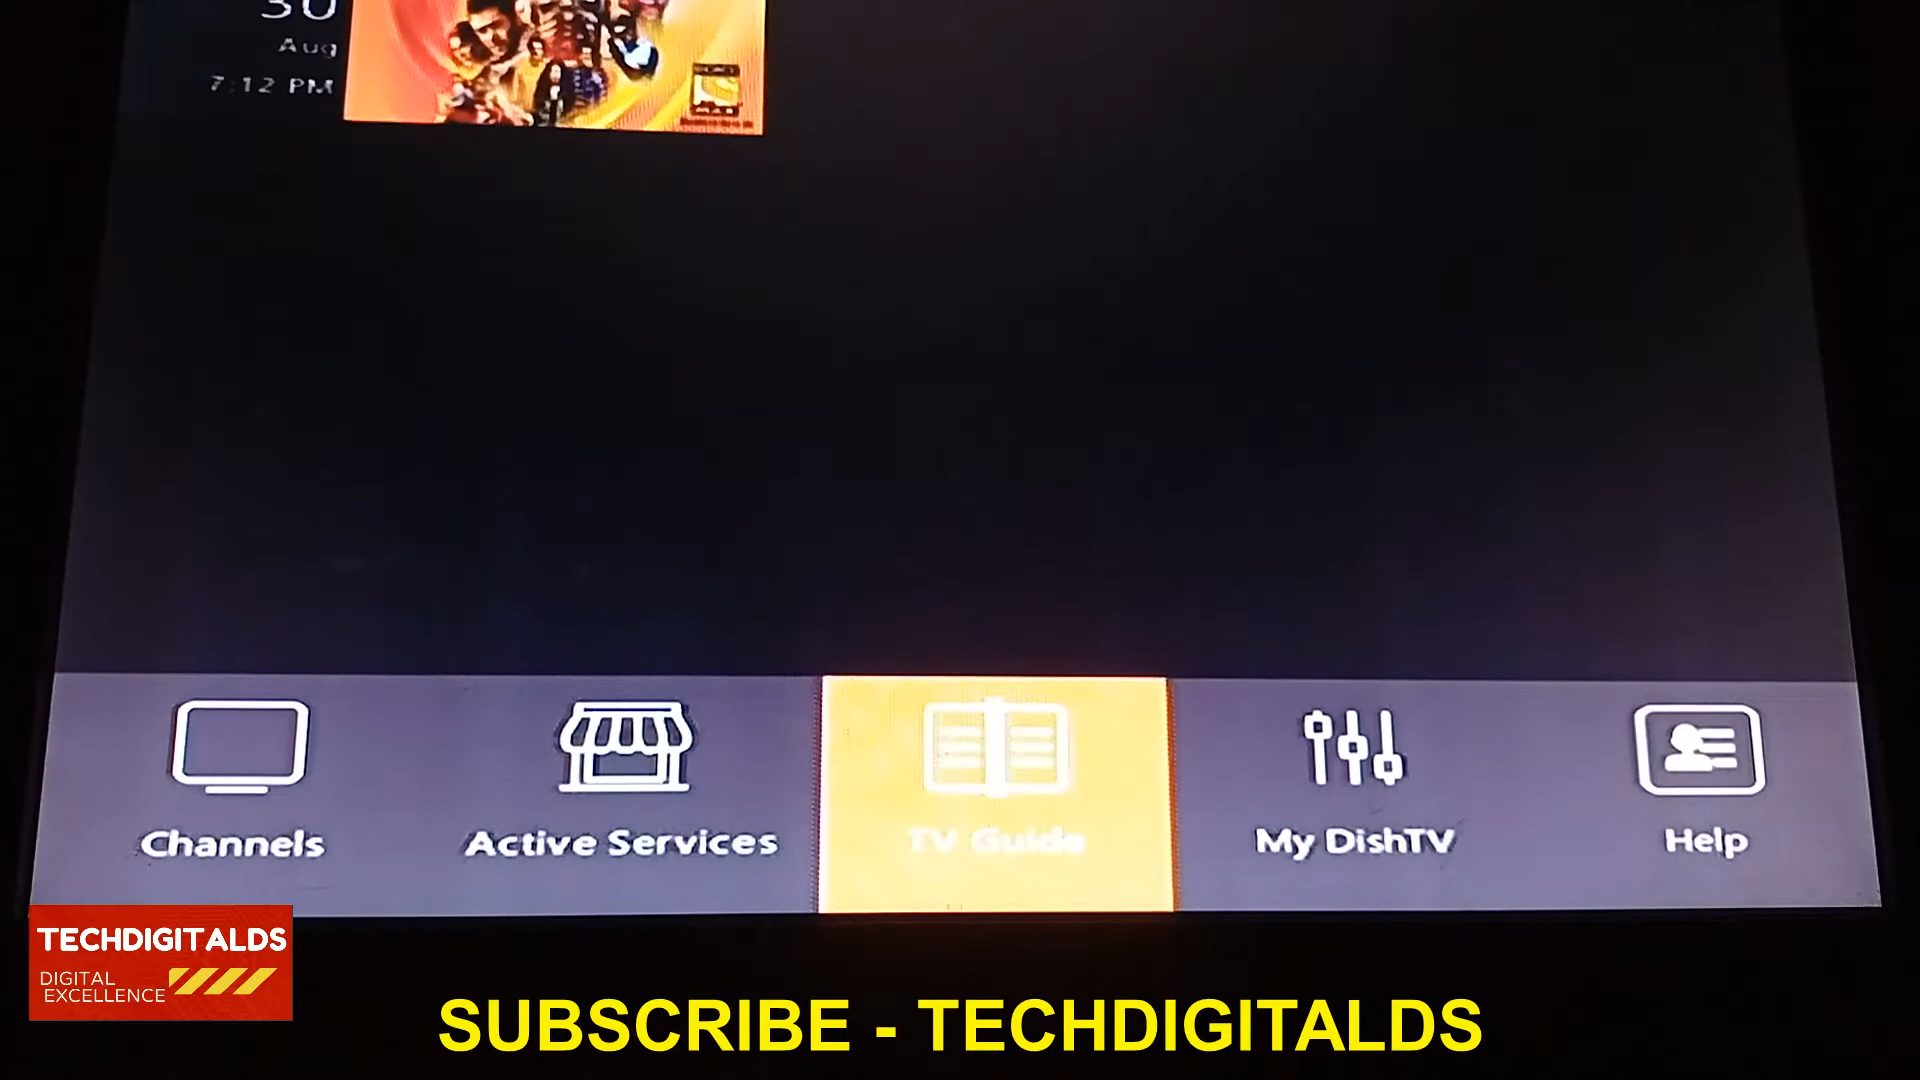 30
Aug
7:12 PM
Channels
Active Services
TV Guide
My DishTV
Help
TECHDIGITALDS
DIGITAL
EXCELLENCE
SUBSCRIBE - TECHDIGITALDS